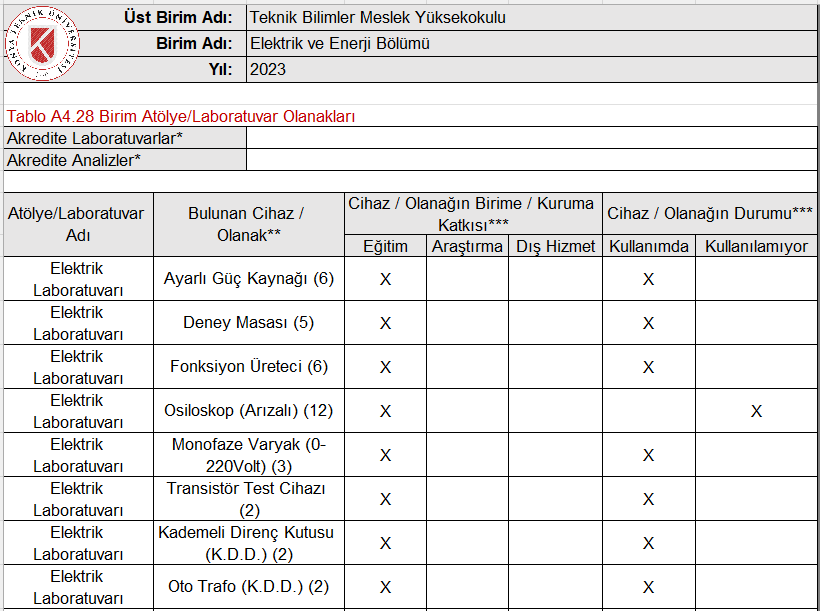 Üst Birim Adı: Teknik Bilimler Meslek Yüksekokulu
Birim Adı: Elektrik ve Enerji Bölümü
Yıl: 2023
KONYA TEKNİK ÜNİVERSİTESİ
Tablo A4.28 Birim Atölye/Laboratuvar Olanakları
Akredite Laboratuvarlar*
Akredite Analizler*
Atölye/Laboratuvar
Adı
Bulunan Cihaz /
Olanak**
Cihaz / Olanağın Birime / Kuruma
Katkısı***
Cihaz / Olanağın Durumu***
Eğitim Araştırma Dış Hizmet Kullanımda Kullanılamıyor
Elektrik
Laboratuvarı
Ayarlı Güç Kaynağı (6) X X
Elektrik
Laboratuvarı
Deney Masası (5) X X
Elektrik
Laboratuvarı
Fonksiyon Üreteci (6) X X
Elektrik
Laboratuvarı
Osiloskop (Arızalı) (12) X X
Elektrik
Laboratuvarı
Monofaze Varyak (0-
220Volt) (3)
X X
Elektrik
Laboratuvarı
Transistör Test Cihazı
(2)
X X
Elektrik
Laboratuvarı
Kademeli Direnç Kutusu
(K.D.D.) (2)
X X
Elektrik
Laboratuvarı
Oto Trafo (K.D.D.) (2) X X